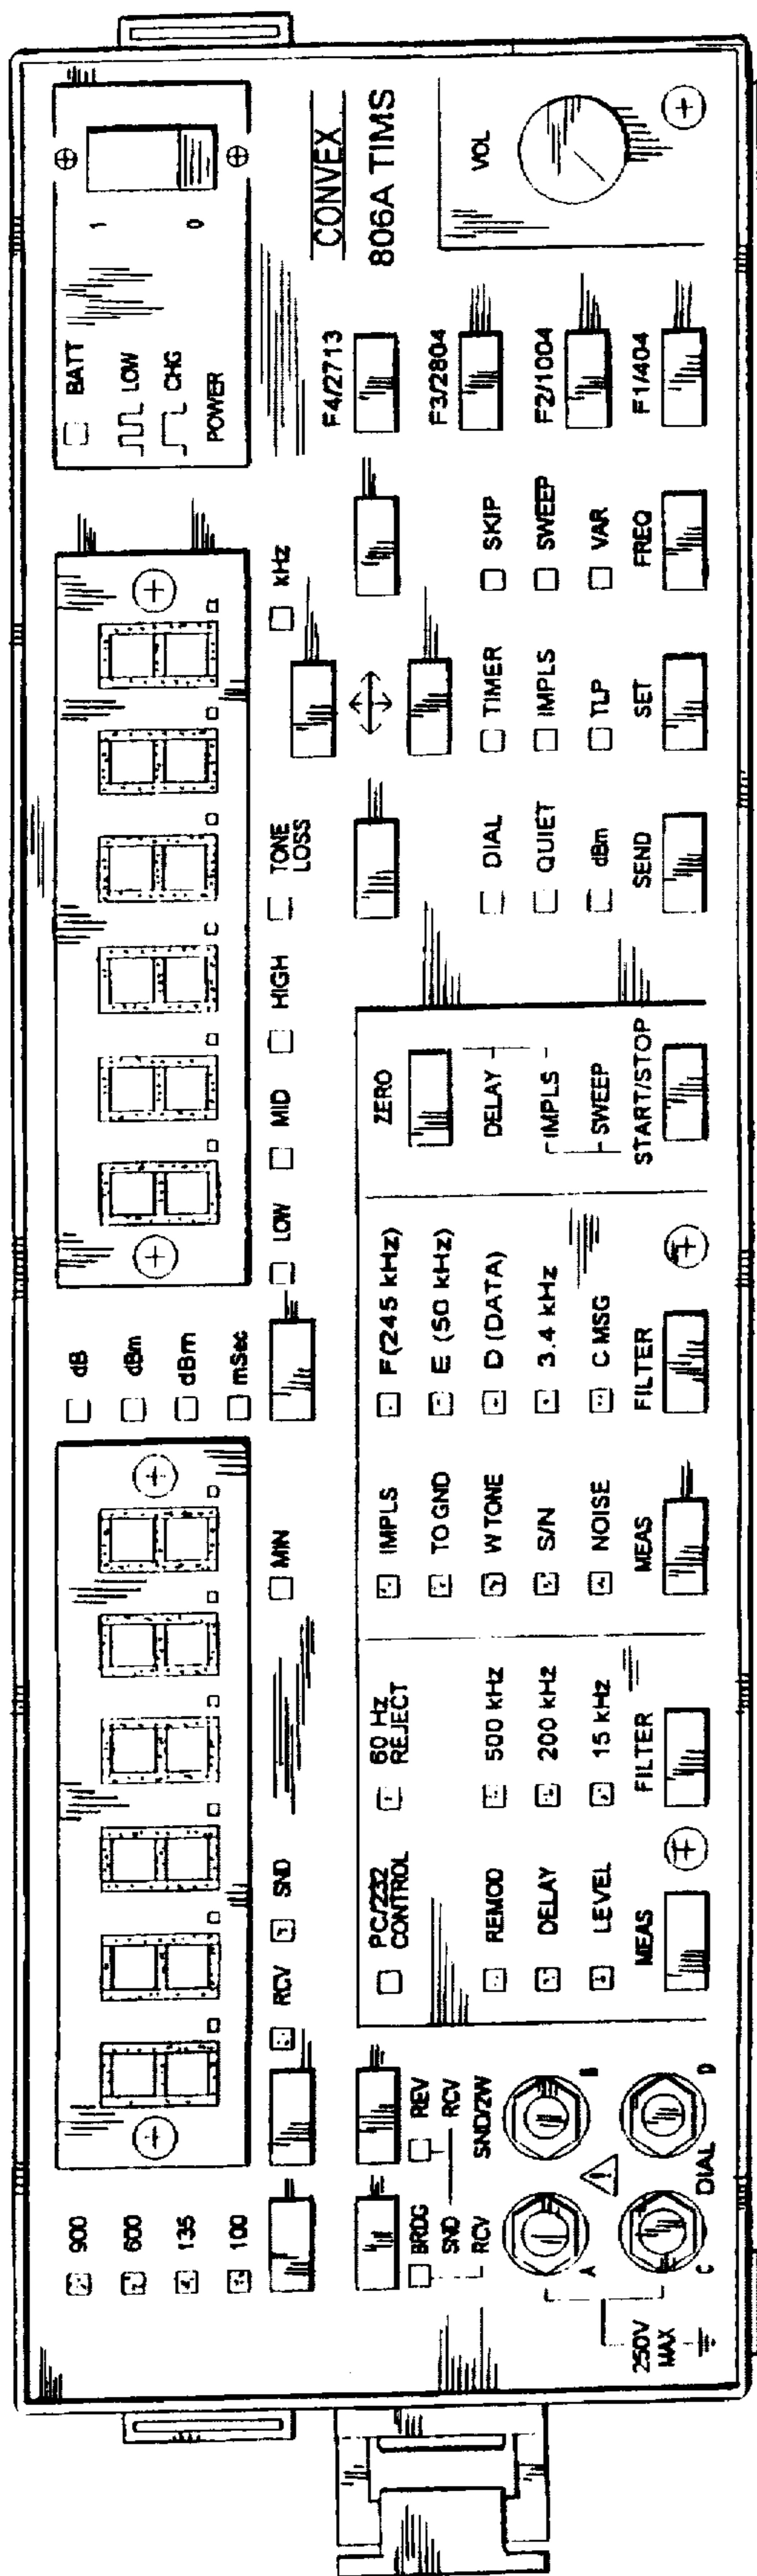 900
600
135
100
RCV
SND
MIN
dB
dBm
dBrn
mSec
LOW
MID
HIGH
TONE
LOSS
kHz
BATT
LOW
CHG
POWER
1
0
CONVEX
806A TIMS
BRDG
REV
SND
RCV
RCV
SND/2W
A
B
C
D
DIAL
250V
MAX
PC/232
CONTROL
60 Hz
REJECT
REMOD
500 kHz
DELAY
200 kHz
LEVEL
15 kHz
MEAS
FILTER
IMPLS
F(245 kHz)
TO GND
E (50 kHz)
W TONE
D (DATA)
S/N
3.4 kHz
NOISE
C MSG
MEAS
FILTER
ZERO
DELAY
IMPLS
SWEEP
START/STOP
DIAL
TIMER
SKIP
QUIET
IMPLS
SWEEP
dBm
TLP
VAR
SEND
SET
FREQ
F4/2713
F3/2804
F2/1004
F1/404
VOL